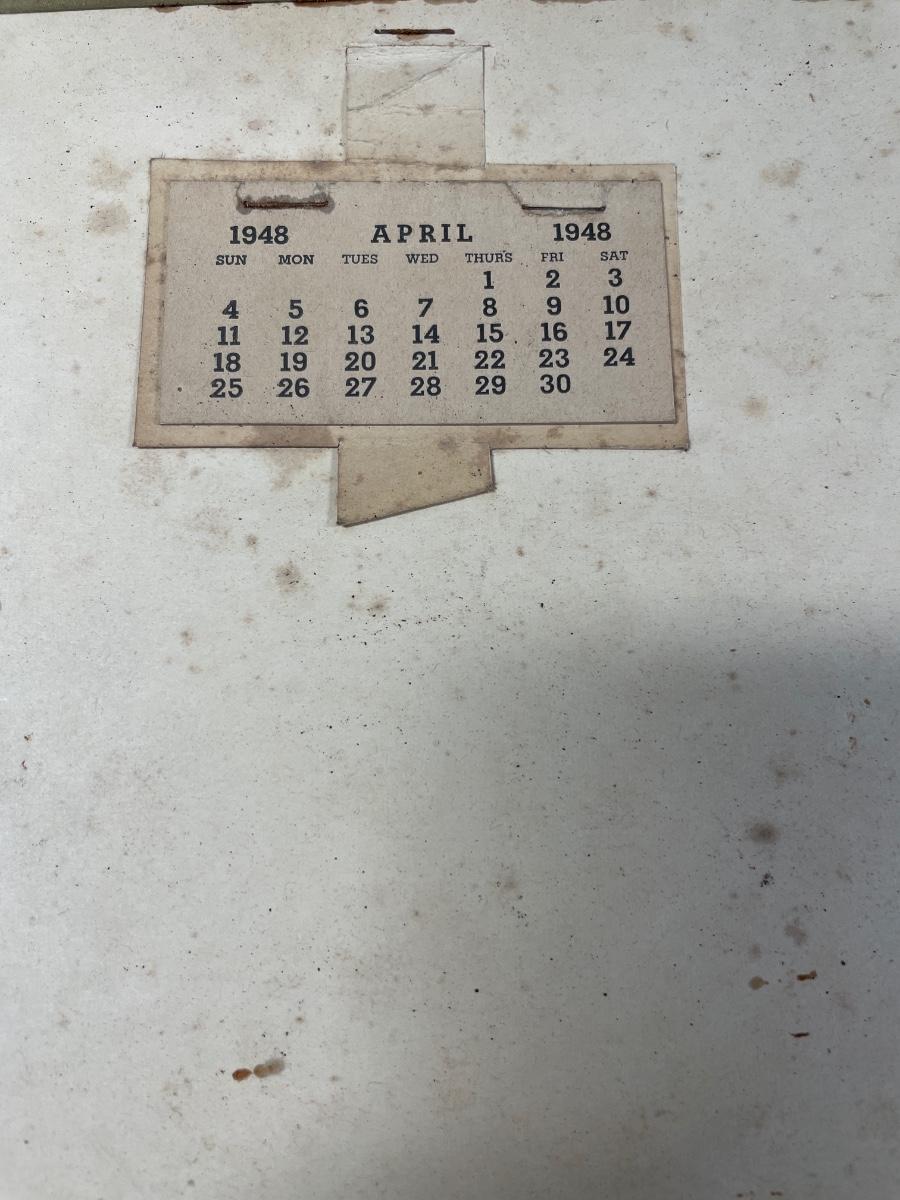 1948 APRIL 1948
SUN MON TUES WED THURS FRI SAT
1 2 3
4 5 6 7 8 9 10
11 12 13 14 15 16 17
18 19 20 21 22 23 24
25 26 27 28 29 30